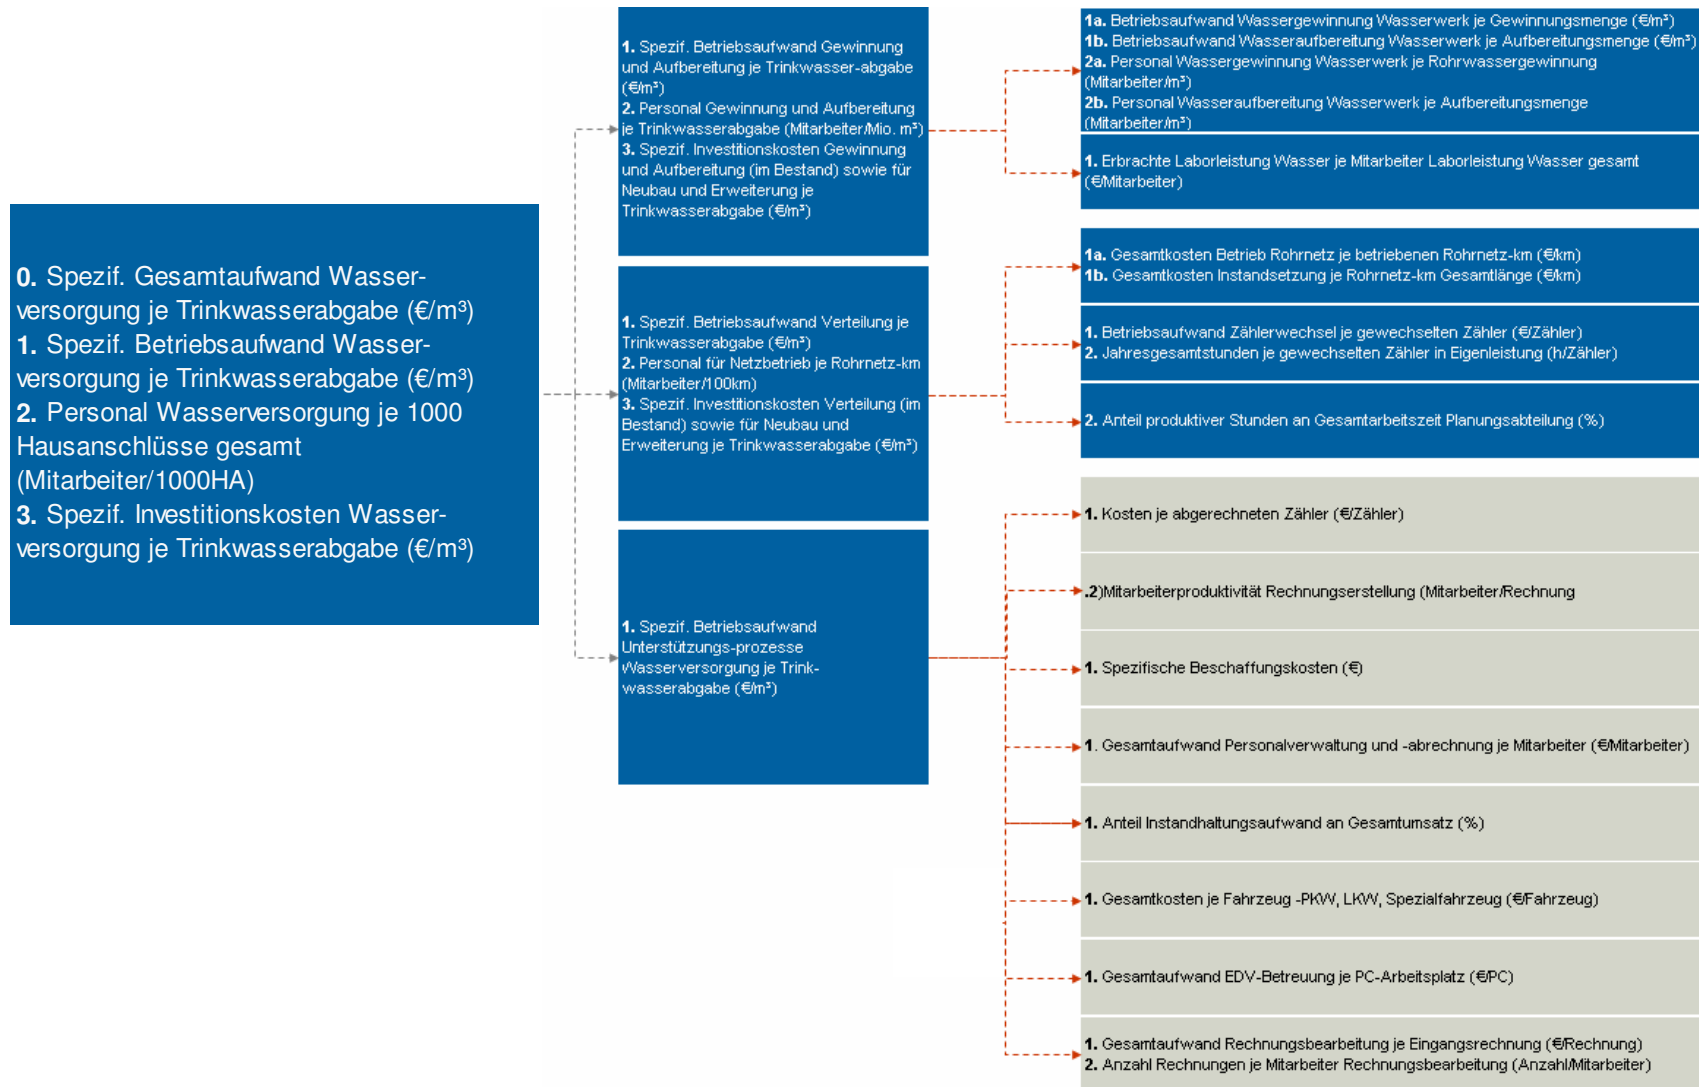 0. Spezif. Gesamtaufwand Wasser-
versorgung je Trinkwasserabgabe (€/m³)
1. Spezif. Betriebsaufwand Wasser-
versorgung je Trinkwasserabgabe (€/m³)
2. Personal Wasserversorgung je 1000
Hausanschlüsse gesamt
(Mitarbeiter/1000HA)
3. Spezif. Investitionskosten Wasser-
versorgung je Trinkwasserabgabe (€/m³)
1. Spezif. Betriebsaufwand Gewinnung
und Aufbereitung je Trinkwasser-abgabe
(€/m³)
2. Personal Gewinnung und Aufbereitung
je Trinkwasserabgabe (Mitarbeiter/Mio. m³)
3. Spezif. Investitionskosten Gewinnung
und Aufbereitung (im Bestand) sowie für
Neubau und Erweiterung je
Trinkwasserabgabe (€/m³)
1. Spezif. Betriebsaufwand Verteilung je
Trinkwasserabgabe (€/m³)
2. Personal für Netzbetrieb je Rohrnetz-km
(Mitarbeiter/100km)
3. Spezif. Investitionskosten Verteilung (im
Bestand) sowie für Neubau und
Erweiterung je Trinkwasserabgabe (€/m³)
1. Spezif. Betriebsaufwand
Unterstützungs-prozesse
Wasserversorgung je Trink-
wasserabgabe (€/m³)
1a. Betriebsaufwand Wassergewinnung Wasserwerk je Gewinnungsmenge (€/m³)
1b. Betriebsaufwand Wasseraufbereitung Wasserwerk je Aufbereitungsmenge (€/m³)
2a. Personal Wassergewinnung Wasserwerk je Rohrwassergewinnung
(Mitarbeiter/m³)
2b. Personal Wasseraufbereitung Wasserwerk je Aufbereitungsmenge
(Mitarbeiter/m³)
1. Erbrachte Laborleistung Wasser je Mitarbeiter Laborleistung Wasser gesamt
(€/Mitarbeiter)
1a. Gesamtkosten Betrieb Rohrnetz je betriebenen Rohrnetz-km (€/km)
1b. Gesamtkosten Instandsetzung je Rohrnetz-km Gesamtlänge (€/km)
1. Betriebsaufwand Zählerwechsel je gewechselten Zähler (€/Zähler)
2. Jahresgesamtstunden je gewechselten Zähler in Eigenleistung (h/Zähler)
2. Anteil produktiver Stunden an Gesamtarbeitszeit Planungsabteilung (%)
1. Kosten je abgerechneten Zähler (€/Zähler)
.2)Mitarbeiterproduktivität Rechnungserstellung (Mitarbeiter/Rechnung
1. Spezifische Beschaffungskosten (€)
1. Gesamtaufwand Personalverwaltung und -abrechnung je Mitarbeiter (€/Mitarbeiter)
1. Anteil Instandhaltungsaufwand an Gesamtumsatz (%)
1. Gesamtkosten je Fahrzeug -PKW, LKW, Spezialfahrzeug (€/Fahrzeug)
1. Gesamtaufwand EDV-Betreuung je PC-Arbeitsplatz (€/PC)
1. Gesamtaufwand Rechnungsbearbeitung je Eingangsrechnung (€/Rechnung)
2. Anzahl Rechnungen je Mitarbeiter Rechnungsbearbeitung (Anzahl/Mitarbeiter)